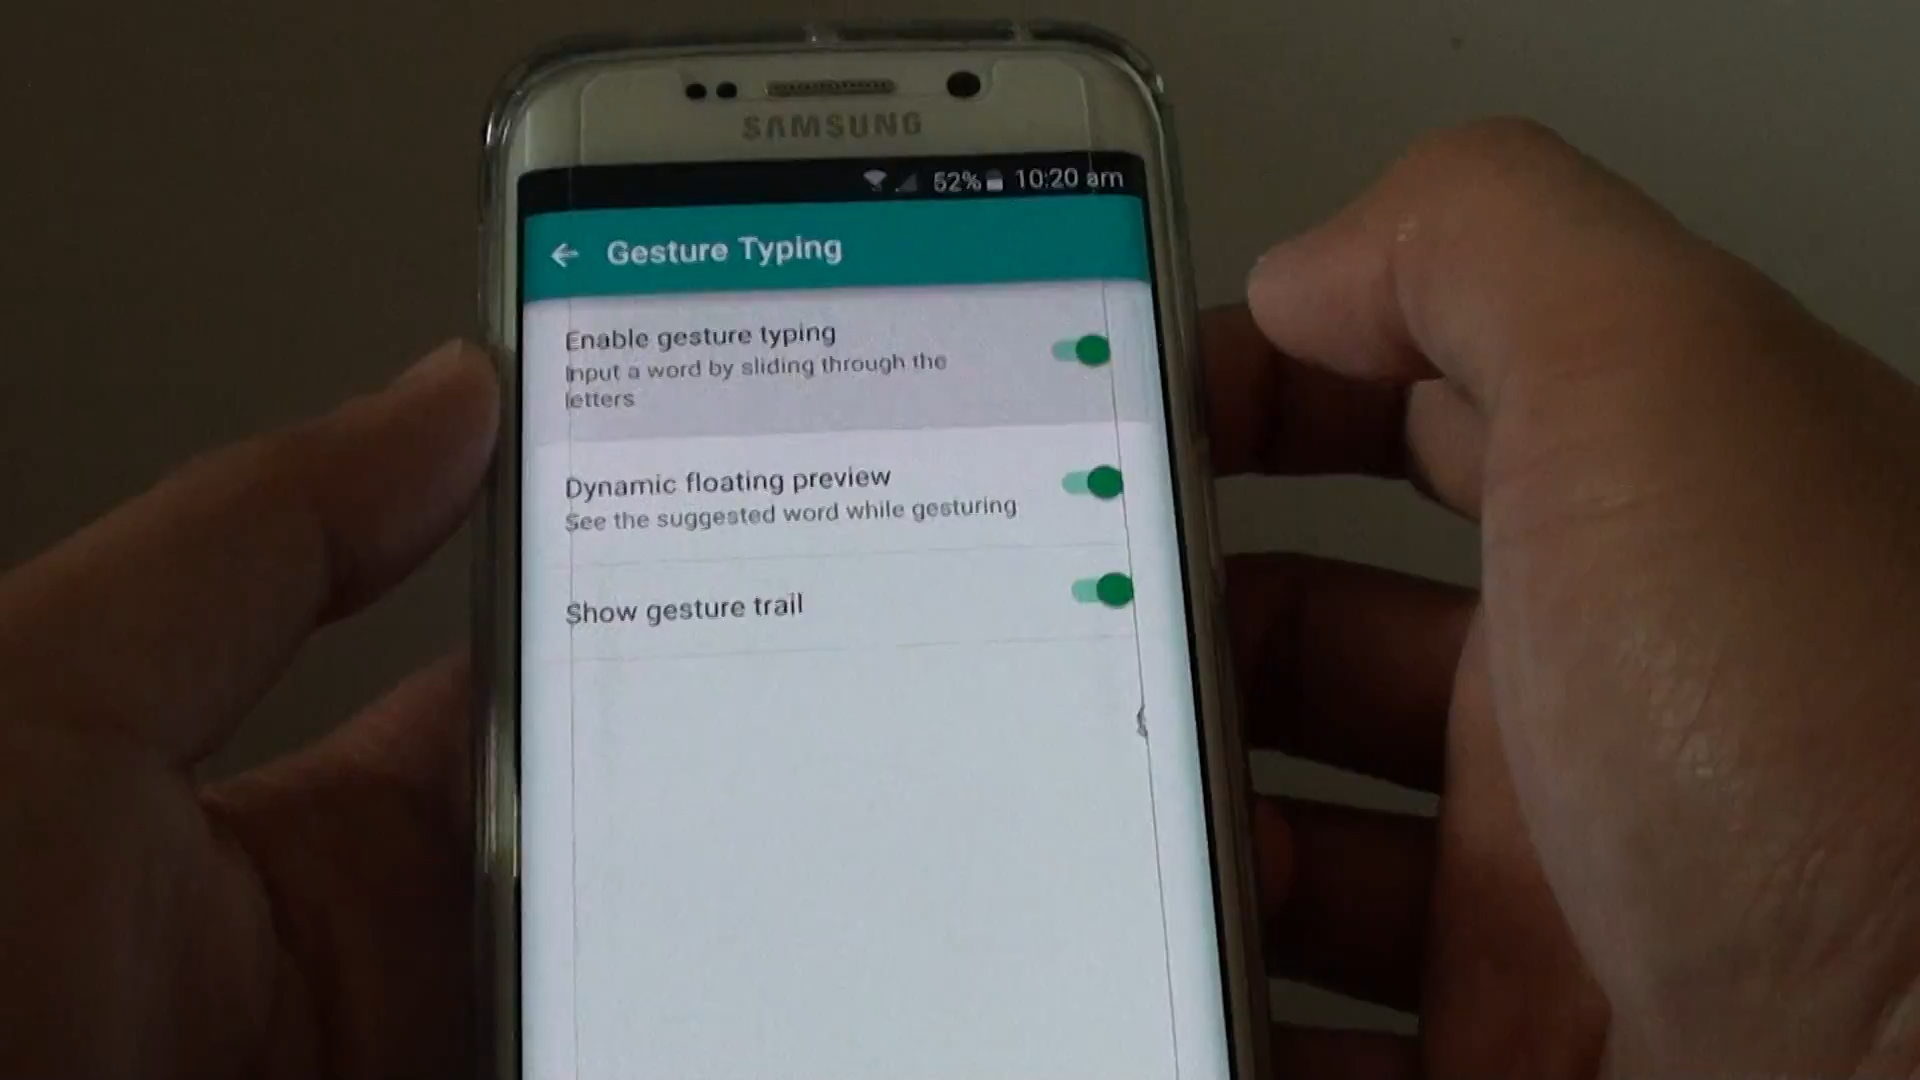 SAMSUNG
52% 10:20 am
Gesture Typing
Enable gesture typing
Input a word by sliding through the
letters
Dynamic floating preview
See the suggested word while gesturing
Show gesture trail